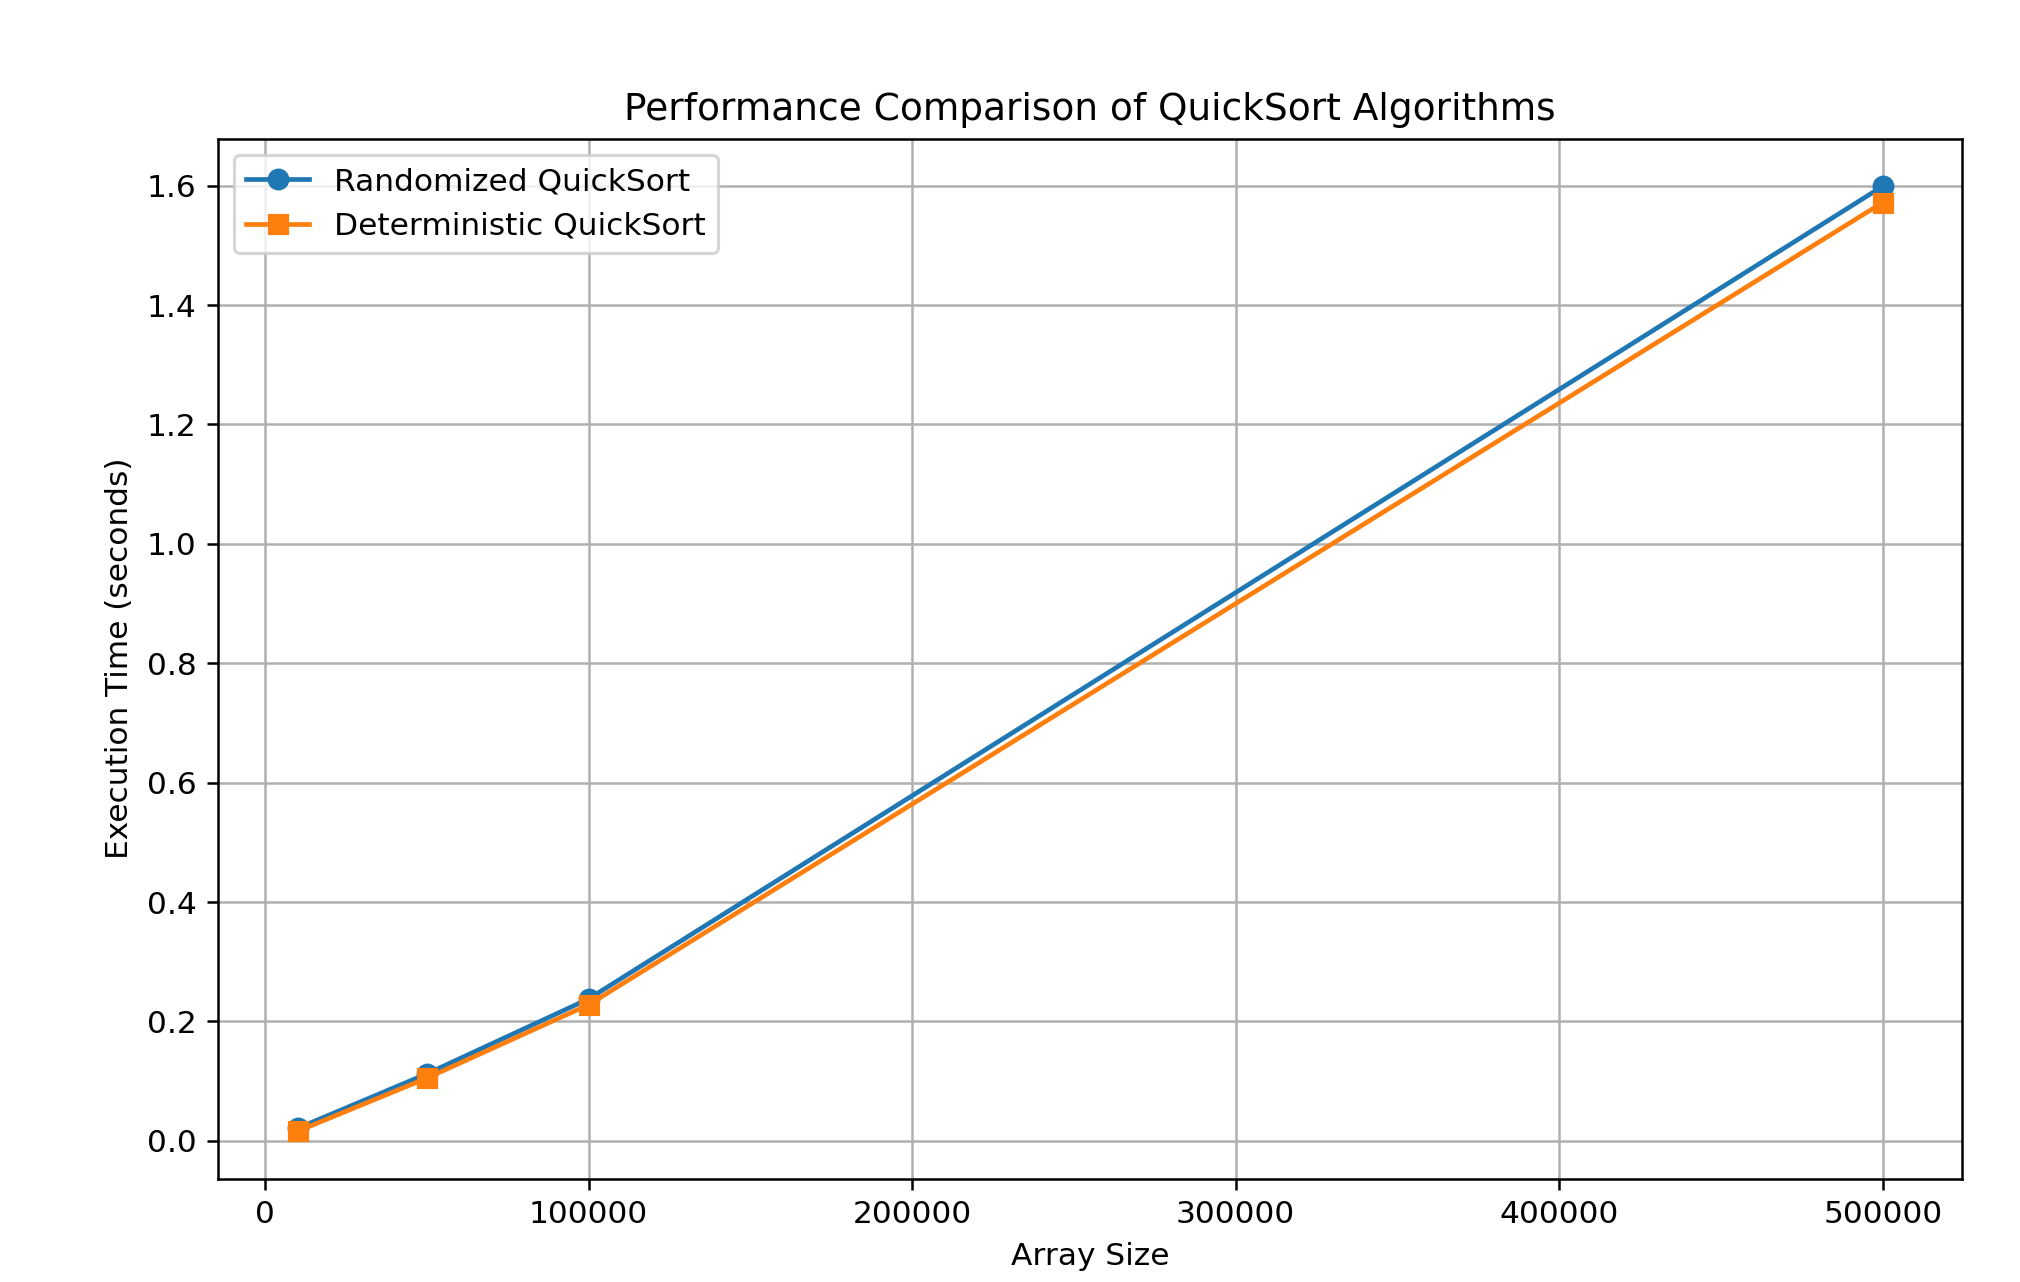 Performance Comparison of QuickSort Algorithms
Randomized QuickSort
Deterministic QuickSort
1.6
1.4
1.2
1.0
0.8
0.6
0.4
0.2
0.0
Execution Time (seconds)
0 100000 200000 300000 400000 500000
Array Size